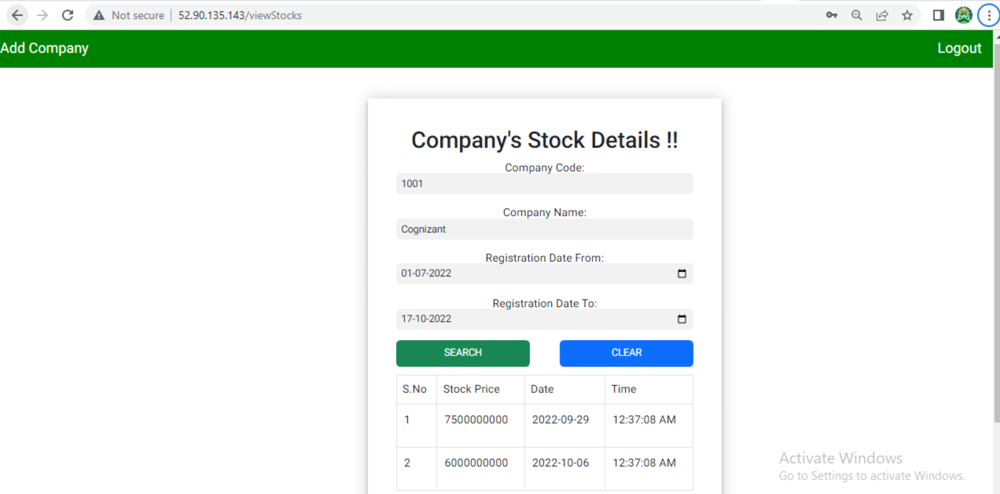 Not secure 52.90.135.143/viewStocks
Add Company Logout
Company's Stock Details !!
Company Code:
1001
Company Name:
Cognizant
Registration Date From:
01-07-2022
Registration Date To:
17-10-2022
SEARCH CLEAR
S.No Stock Price Date Time
1 7500000000 2022-09-29 12:37:08 AM
2 6000000000 2022-10-06 12:37:08 AM
Activate Windows
Go to Settings to activate Windows.